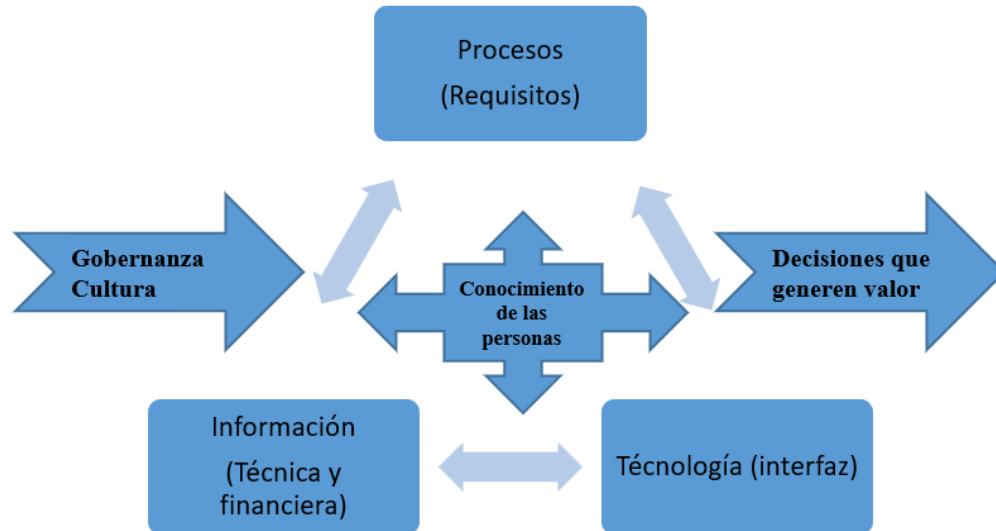 Procesos
(Requisitos)
Gobernanza
Cultura
Conocimiento
de las
personas
Decisiones que
generen valor
Información
(Técnica y
financiera)
Técnología (interfaz)